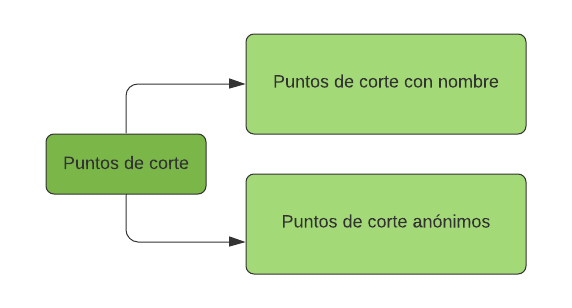 Puntos de corte con nombre
Puntos de corte
Puntos de corte anónimos